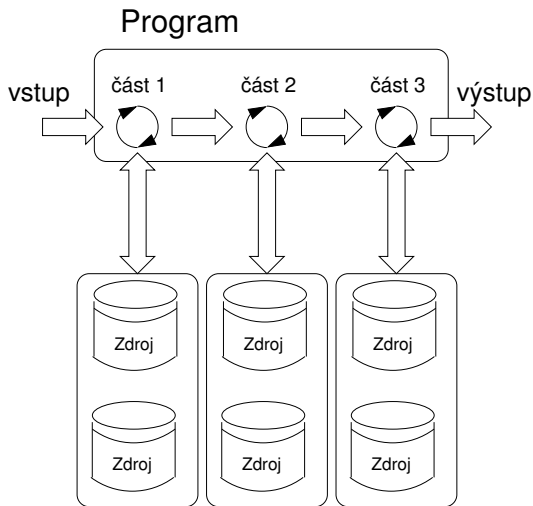 Program
vstup
část 1
část 2
část 3
výstup
Zdroj
Zdroj
Zdroj
Zdroj
Zdroj
Zdroj